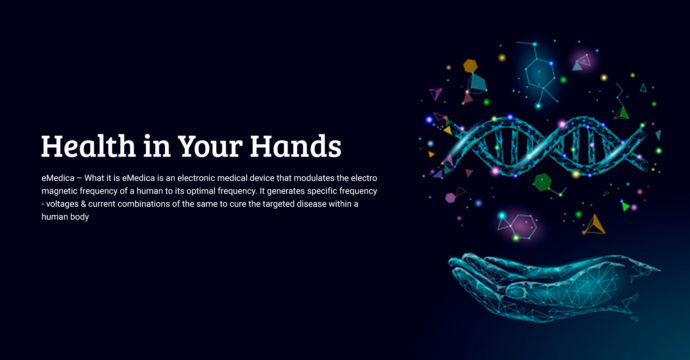 Health in Your Hands
eMedica – What it is eMedica is an electronic medical device that modulates the electro
magnetic frequency of a human to its optimal frequency. It generates specific frequency
- voltages & current combinations of the same to cure the targeted disease within a
human body